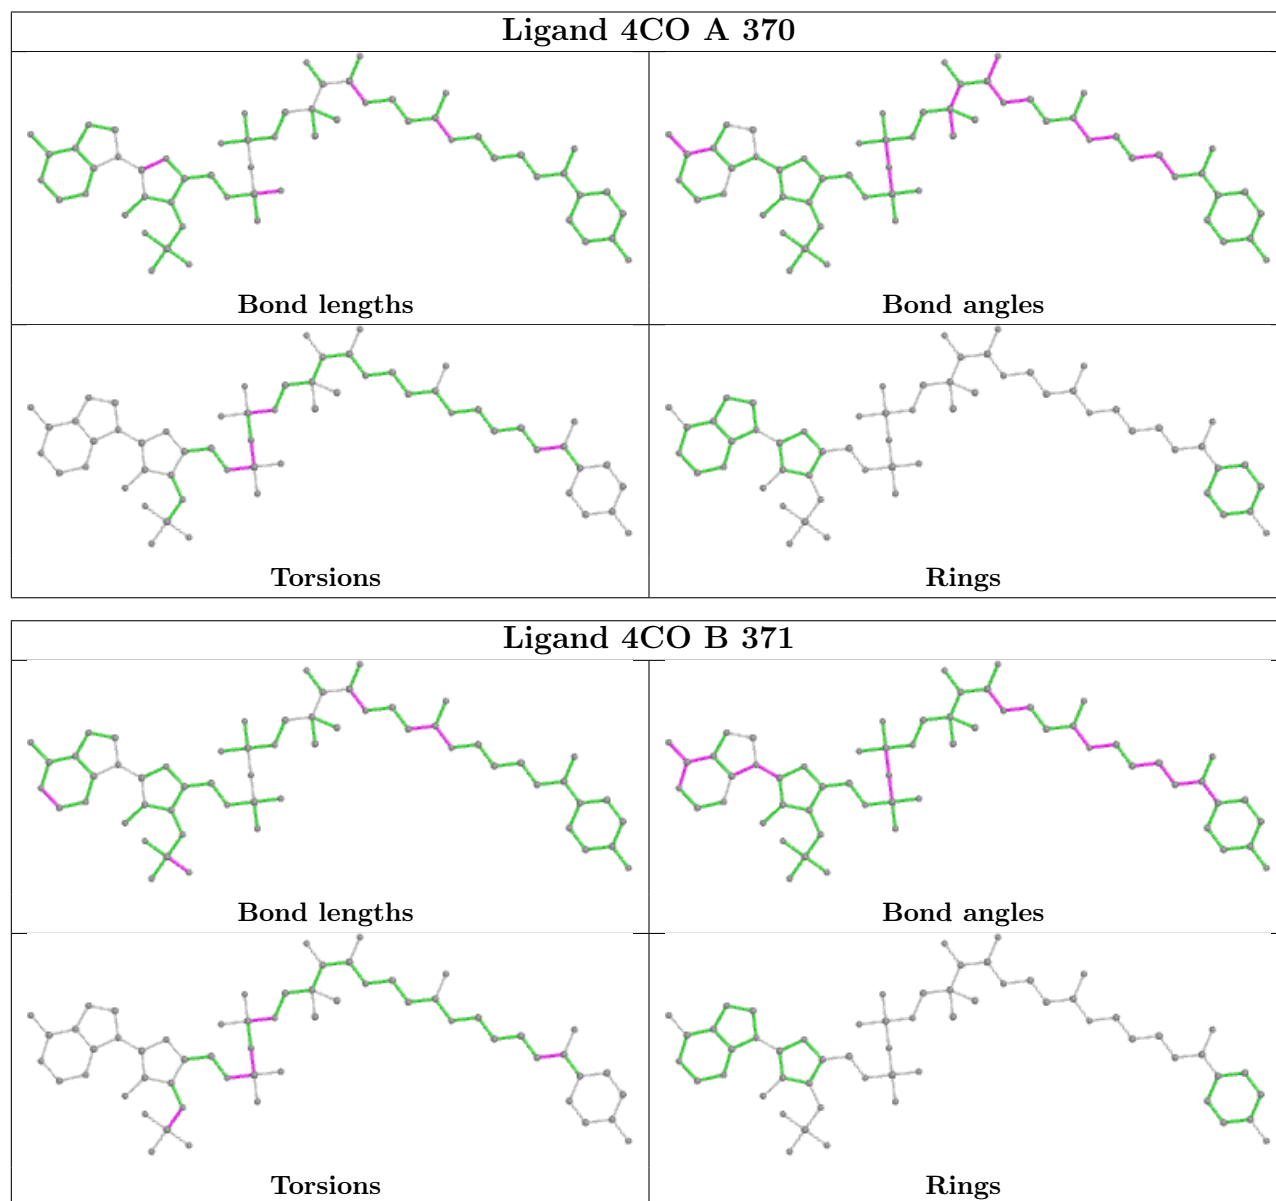 Ligand 4CO A 370
Bond lengths
Bond angles
Torsions
Rings
Ligand 4CO B 371
Bond lengths
Bond angles
Torsions
Rings